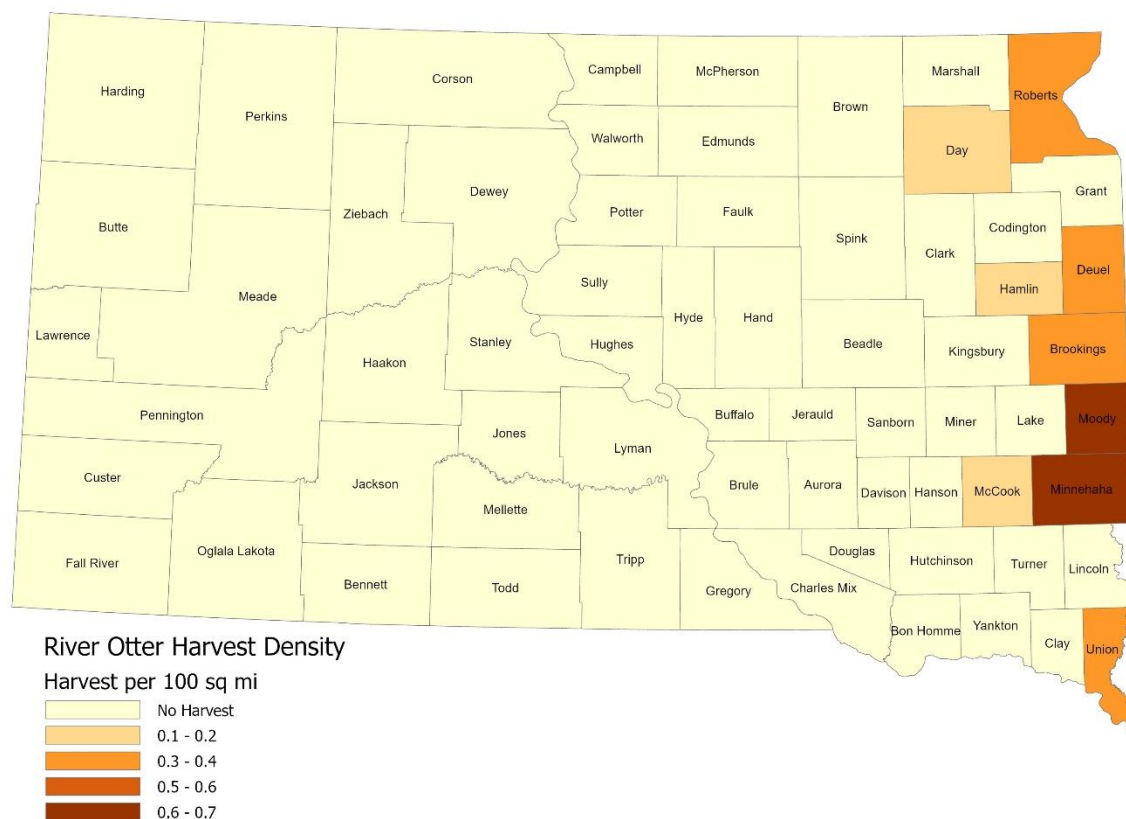 Harding
Perkins
Corson
Campbell
McPherson
Brown
Marshall
Roberts
Walworth
Edmunds
Day
Butte
Ziebach
Dewey
Potter
Faulk
Spink
Clark
Codington
Grant
Meade
Sully
Hyde
Hand
Hamlin
Deuel
Lawrence
Haakon
Stanley
Hughes
Beadle
Kingsbury
Brookings
Pennington
Jones
Lyman
Buffalo
Jerauld
Sanborn
Miner
Lake
Moody
Custer
Jackson
Mellette
Brule
Aurora
Davison
Hanson
McCook
Minnehaha
Fall River
Oglala Lakota
Bennett
Todd
Tripp
Gregory
Charles Mix
Douglas
Hutchinson
Turner
Lincoln
Bon Homme
Yankton
Clay
Union
River Otter Harvest Density
Harvest per 100 sq mi
No Harvest
0.1 - 0.2
0.3 - 0.4
0.5 - 0.6
0.6 - 0.7